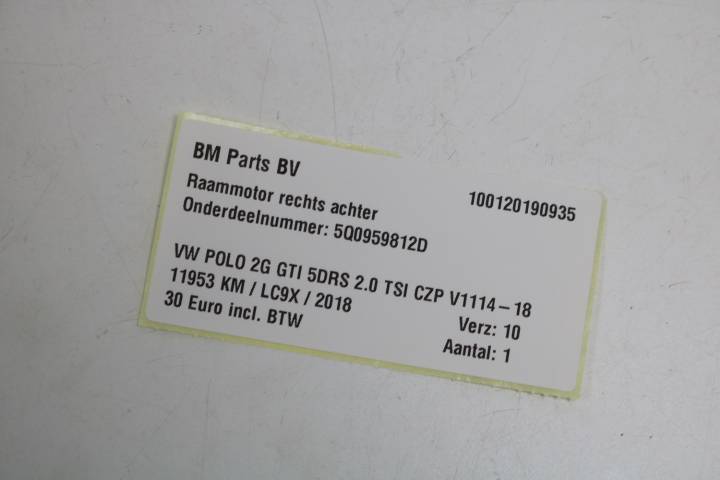 BM Parts BV
100120190935
Raammotor rechts achter
Onderdeelnummer: 5Q0959812D
VW POLO 2G GTI 5DRS 2.0 TSI CZP V1114-18
11953 KM / LC9X / 2018
Verz: 10
30 Euro incl. BTW
Aantal: 1